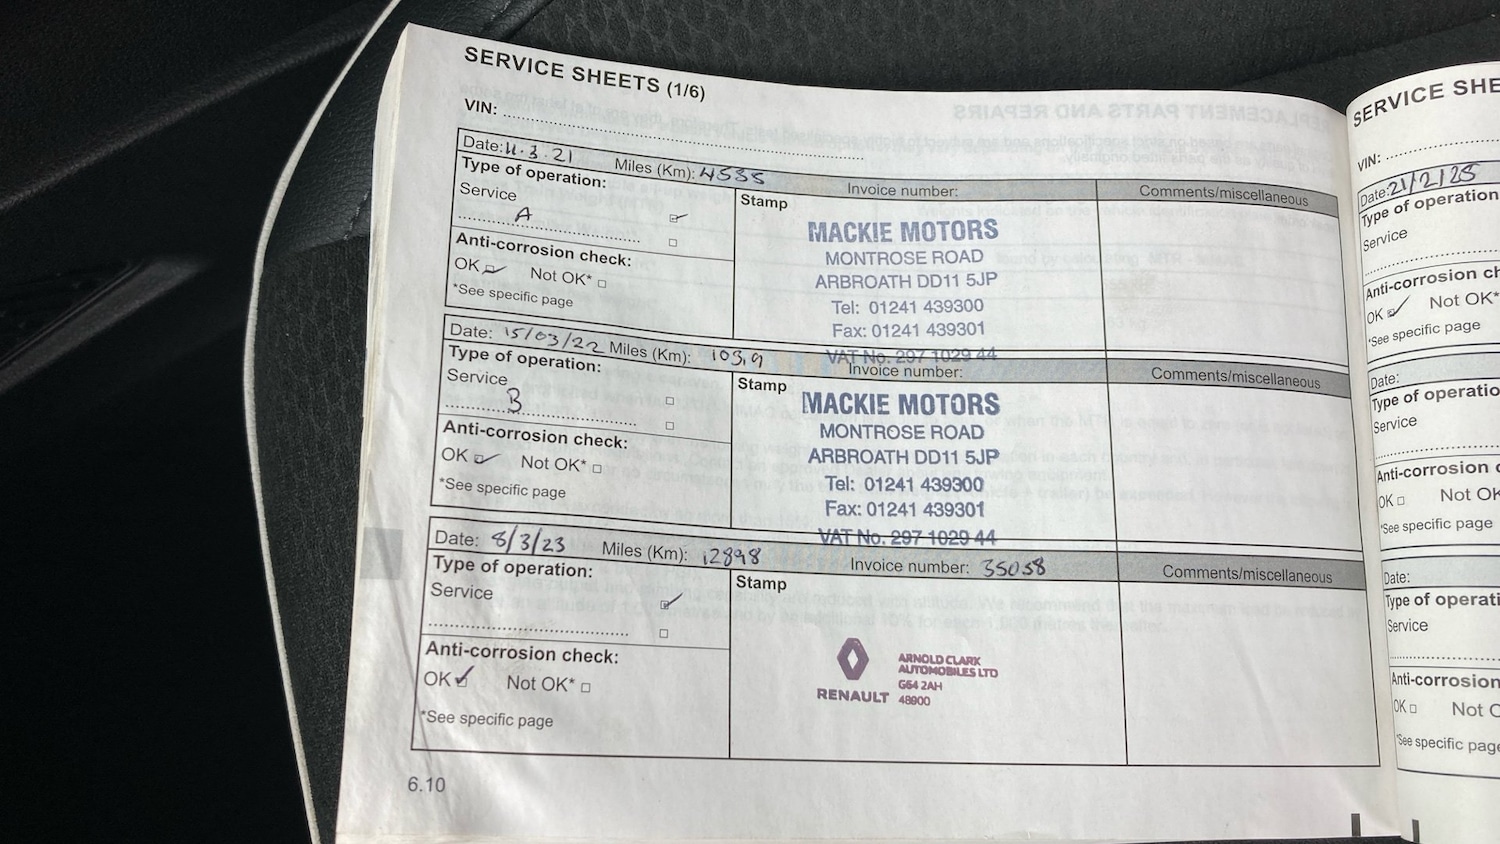 SERVICE SHEETS (1/6)
VIN:
Date: 11.3.21 Miles (Km): 4535 Invoice number: Comments/miscellaneous
Type of operation:
Service
A
Anti-corrosion check:
OK Not OK*
*See specific page
Stamp
MACKIE MOTORS
MONTROSE ROAD
ARBROATH DD11 5JP
Tel: 01241 439300
Fax: 01241 439301
VAT No. 297 1029 44
Date: 15/03/22 Miles (Km): 10319 Invoice number: Comments/miscellaneous
Type of operation:
Service
B
Anti-corrosion check:
OK Not OK*
*See specific page
Stamp
MACKIE MOTORS
MONTROSE ROAD
ARBROATH DD11 5JP
Tel: 01241 439300
Fax: 01241 439301
VAT No. 297 1029 44
Date: 8/3/23 Miles (Km): 12898 Invoice number: 35058 Comments/miscellaneous
Type of operation:
Service
Anti-corrosion check:
OK Not OK*
*See specific page
Stamp
RENAULT
ARNOLD CLARK
AUTOMOBILES LTD
G64 2AH
48900
6.10
SERVICE SHE
VIN:
Date: 21/2/25
Type of operation
Service
Anti-corrosion ch
OK Not OK*
*See specific page
Date:
Type of operatio
Service
Anti-corrosion c
OK Not OK
*See specific page
Date:
Type of operati
Service
Anti-corrosion
OK Not O
*See specific page